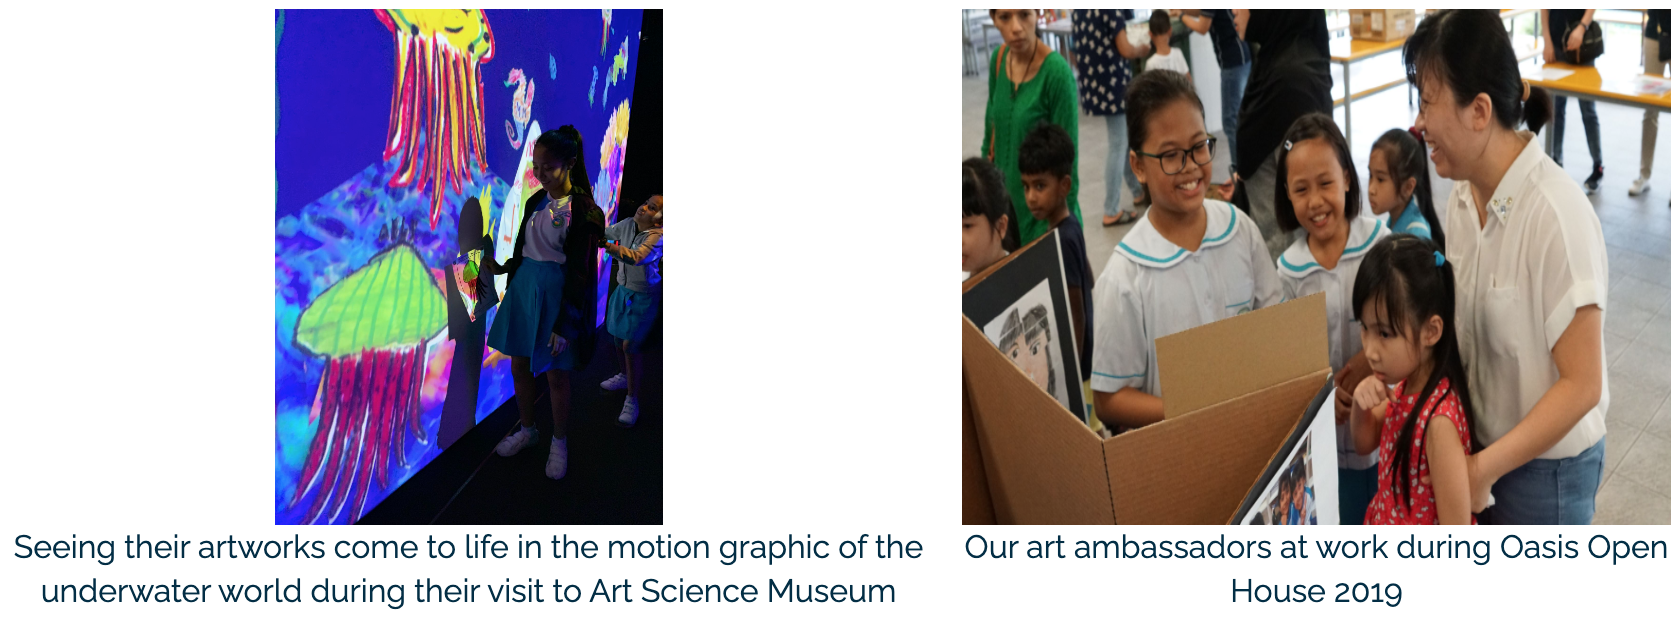 Seeing their artworks come to life in the motion graphic of the
underwater world during their visit to Art Science Museum
Our art ambassadors at work during Oasis Open
House 2019